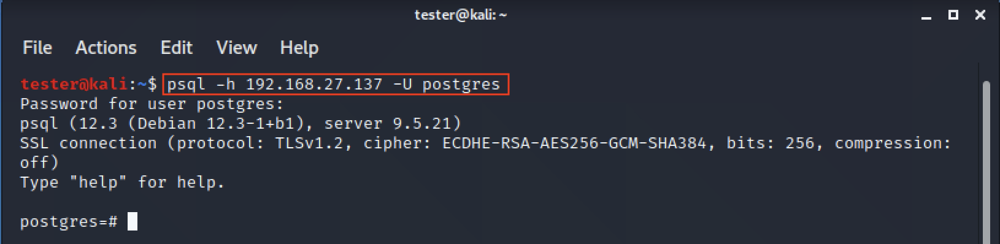 tester@kali: ~
File Actions Edit View Help
tester@kali:~$ psql -h 192.168.27.137 -U postgres
Password for user postgres:
psql (12.3 (Debian 12.3-1+b1), server 9.5.21)
SSL connection (protocol: TLSv1.2, cipher: ECDHE-RSA-AES256-GCM-SHA384, bits: 256, compression:
off)
Type "help" for help.
postgres=#